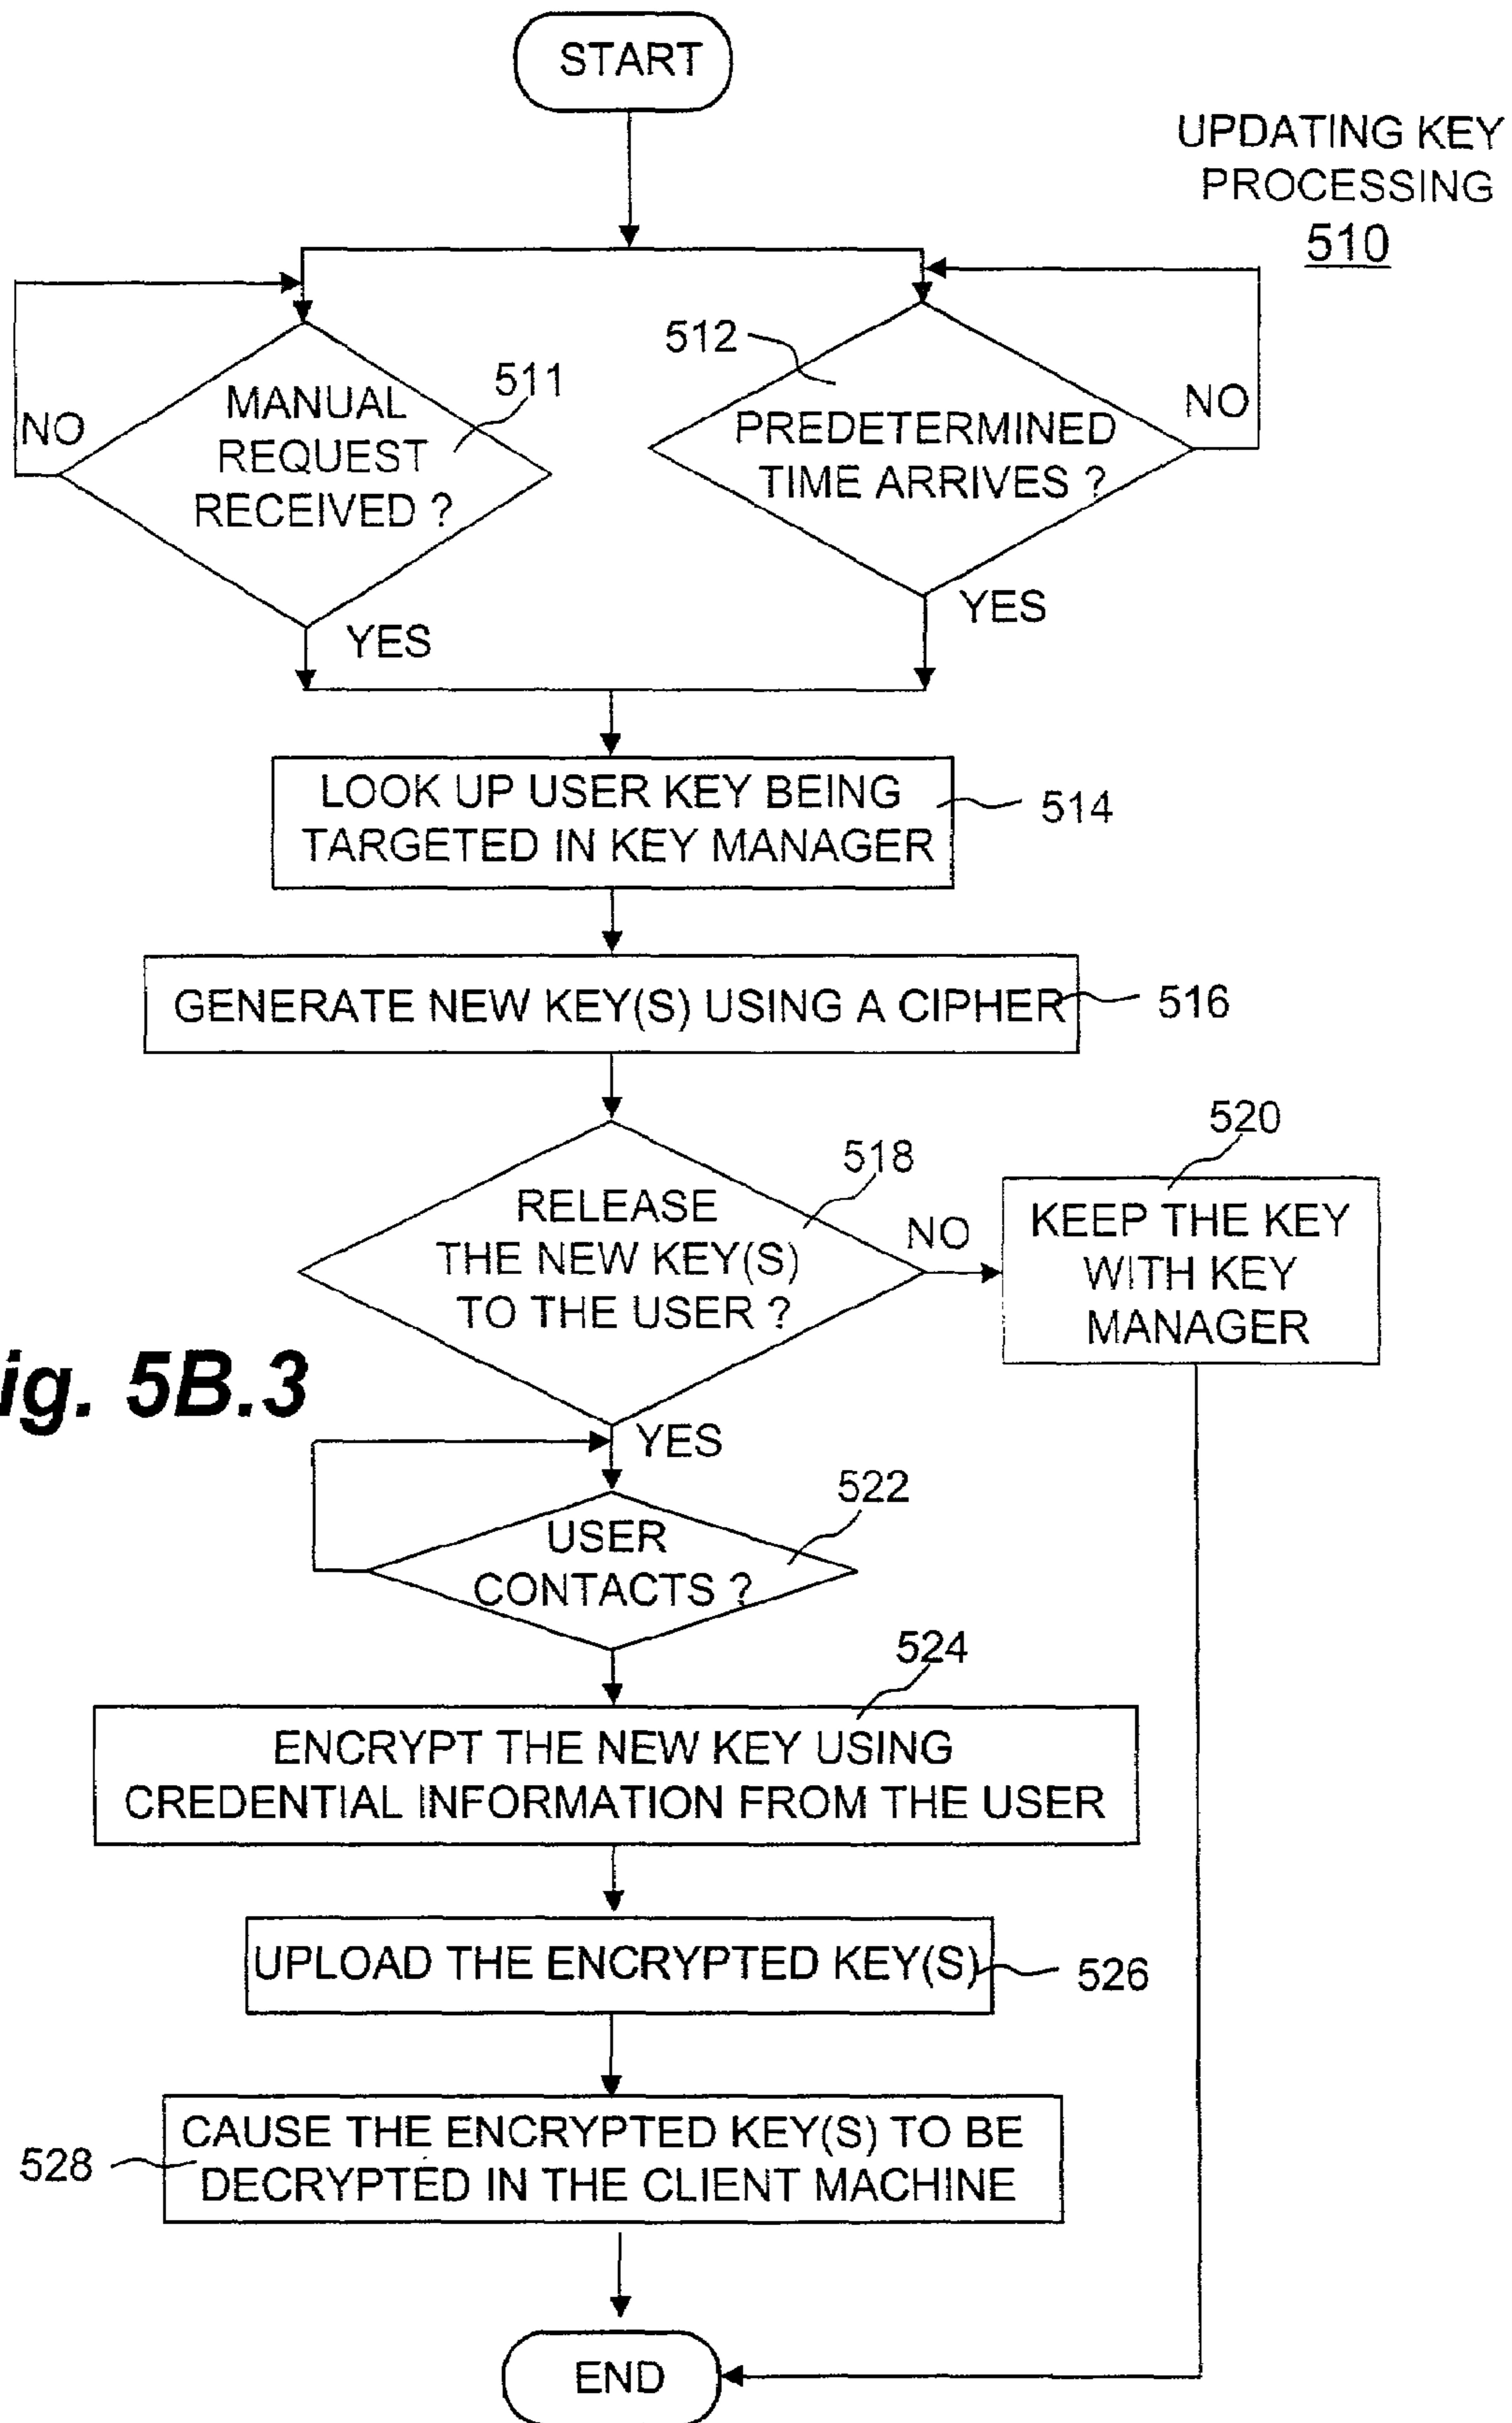 START
UPDATING KEY
PROCESSING
510
512
511
NO
MANUAL
REQUEST
RECEIVED ?
PREDETERMINED
TIME ARRIVES ?
NO
YES
YES
LOOK UP USER KEY BEING
TARGETED IN KEY MANAGER
514
GENERATE NEW KEY(S) USING A CIPHER
516
518
520
RELEASE
THE NEW KEY(S)
TO THE USER ?
NO
KEEP THE KEY
WITH KEY
MANAGER
ig. 5B.3
YES
522
USER
CONTACTS ?
524
ENCRYPT THE NEW KEY USING
CREDENTIAL INFORMATION FROM THE USER
UPLOAD THE ENCRYPTED KEY(S)
526
CAUSE THE ENCRYPTED KEY(S) TO BE
DECRYPTED IN THE CLIENT MACHINE
528
END